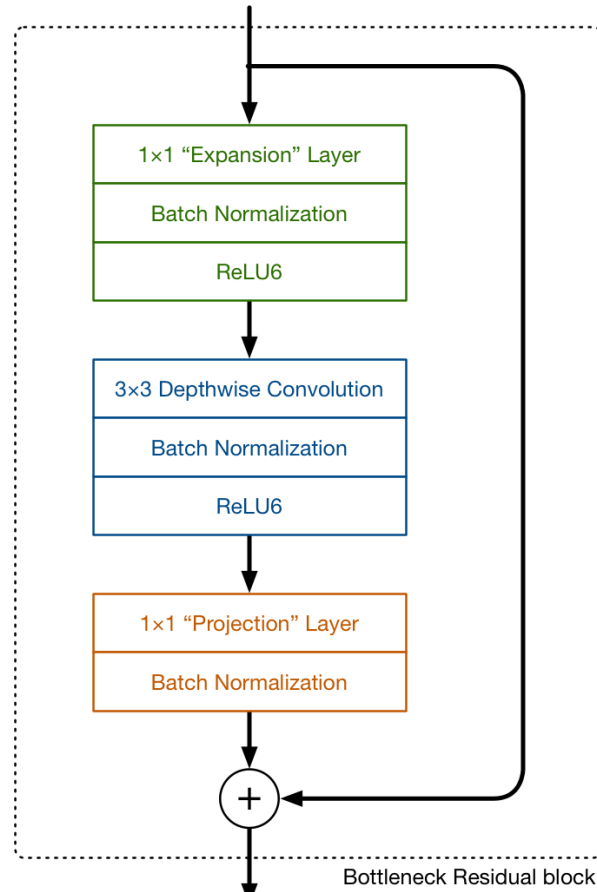 1×1 “Expansion” Layer
Batch Normalization
ReLU6
3×3 Depthwise Convolution
Batch Normalization
ReLU6
1×1 “Projection” Layer
Batch Normalization
+
Bottleneck Residual block